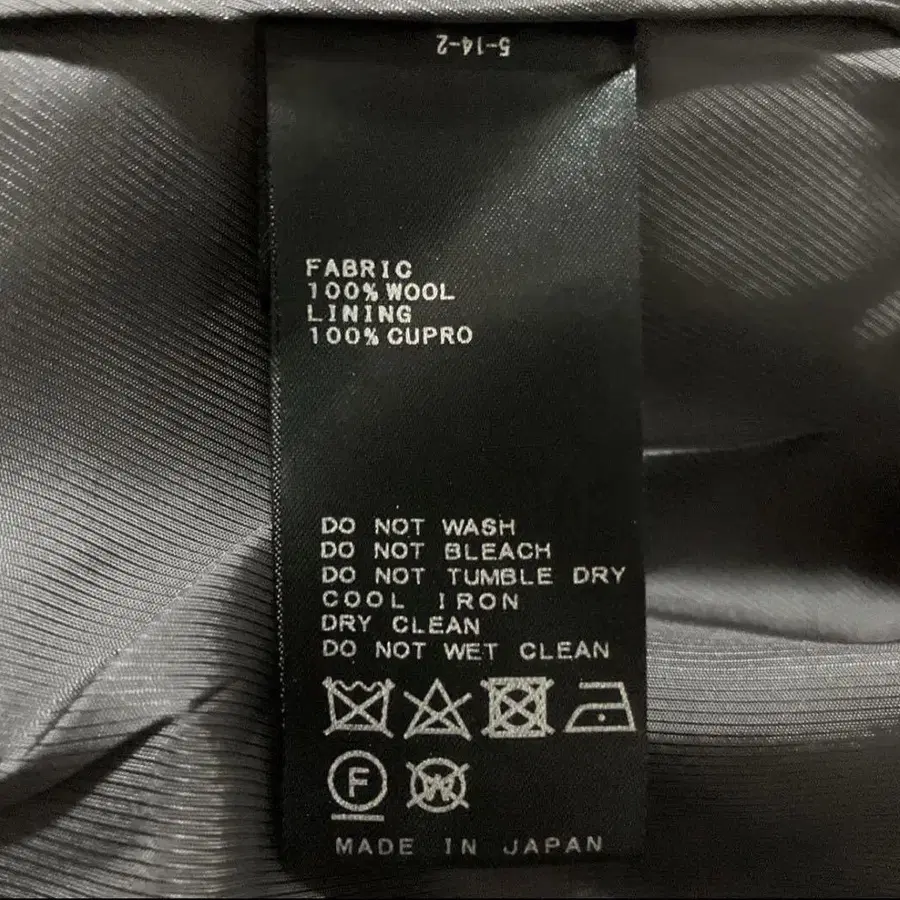 5-14-2
FABRIC
100% WOOL
LINING
100% CUPRO
DO NOT WASH
DO NOT BLEACH
DO NOT TUMBLE DRY
COOL IRON
DRY CLEAN
DO NOT WET CLEAN
F W
MADE IN JAPAN